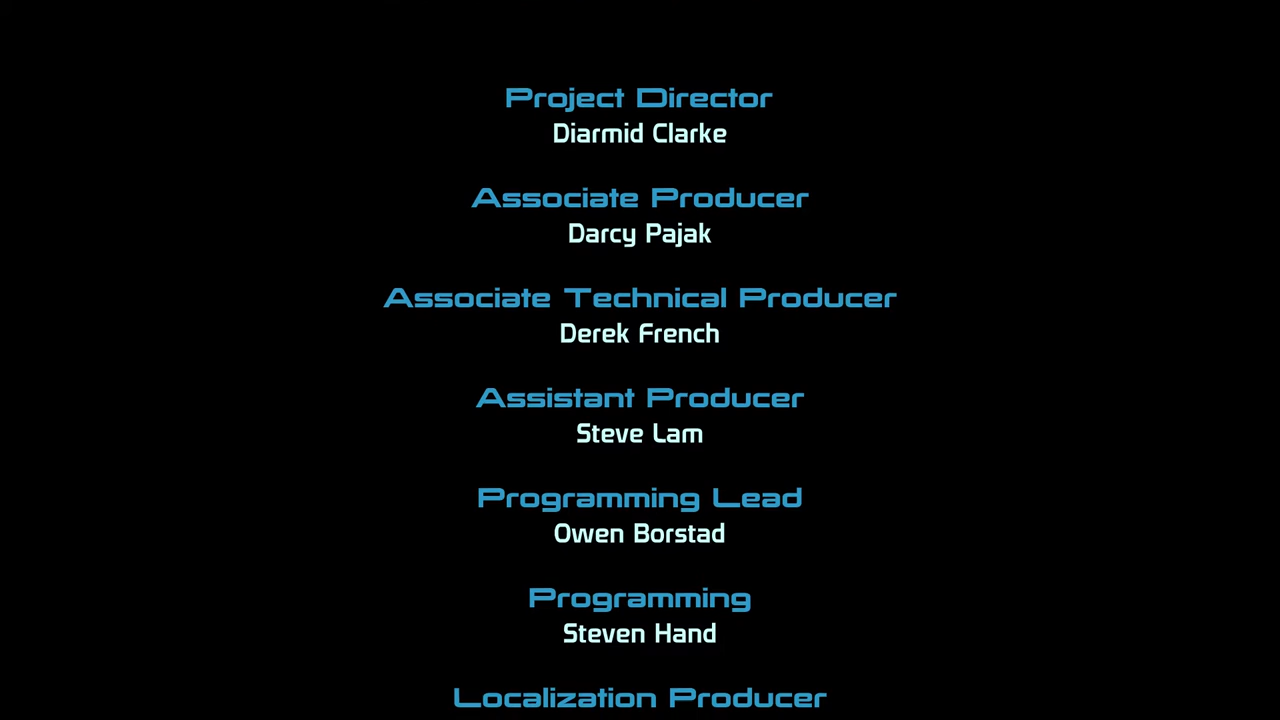 Project Director
Diarmid Clarke
Associate Producer
Darcy Pajak
Associate Technical Producer
Derek French
Assistant Producer
Steve Lam
Programming Lead
Owen Borstad
Programming
Steven Hand
Localization Producer